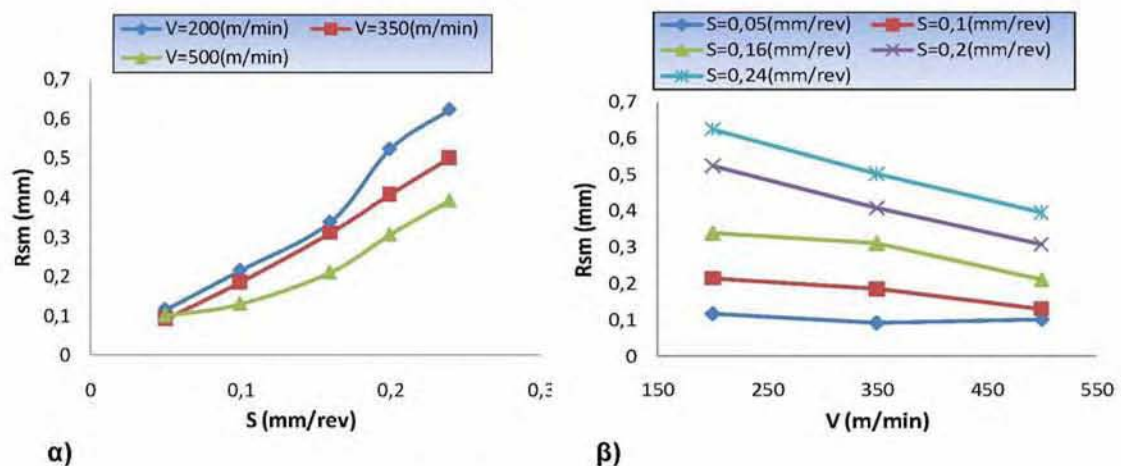 V=200(m/min) V=350(m/min)
V=500(m/min)
0,7
0,6
0,5
0,4
0,3
0,2
0,1
0
Rsm (mm)
0 0,1 0,2 0,3
S (mm/rev)
α)
S=0,05(mm/rev) S=0,1(mm/rev)
S=0,16(mm/rev) S=0,2(mm/rev)
S=0,24(mm/rev)
0,7
0,6
0,5
0,4
0,3
0,2
0,1
0
Rsm (mm)
150 250 350 450 550
V (m/min)
β)